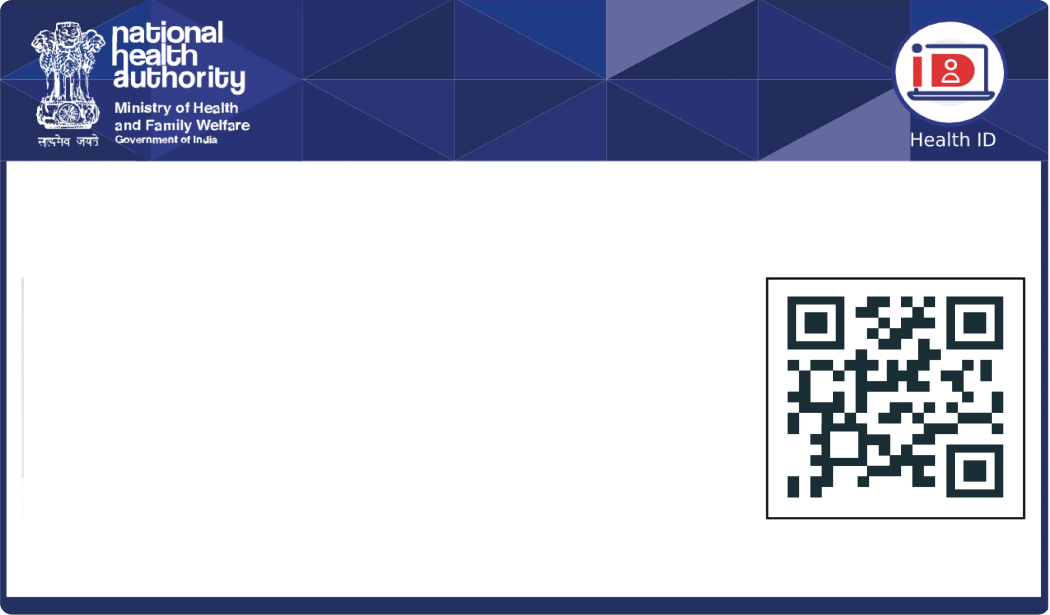 national
health
authority
Ministry of Health
and Family Welfare
Government of India
सत्यमेव जयते
iD
Health ID